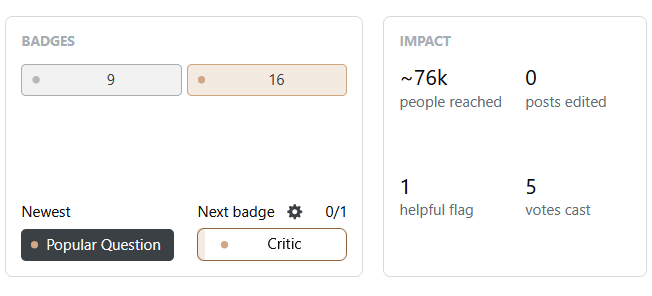 BADGES
9
16
Newest
Next badge
0/1
Popular Question
Critic
IMPACT
~76k
people reached
0
posts edited
1
helpful flag
5
votes cast